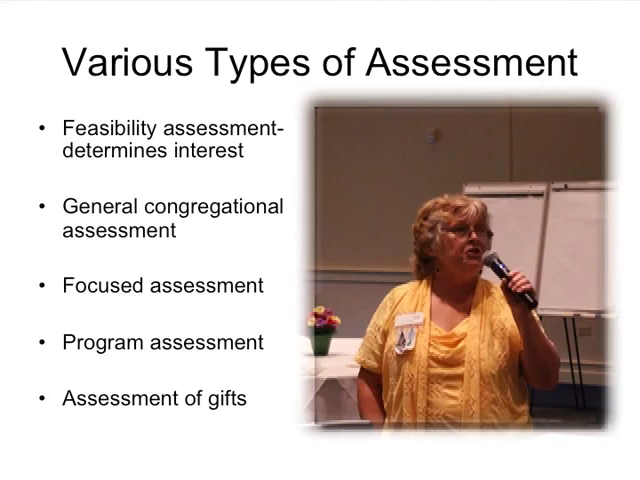 Various Types of Assessment
• Feasibility assessment-
determines interest
• General congregational
assessment
• Focused assessment
• Program assessment
• Assessment of gifts